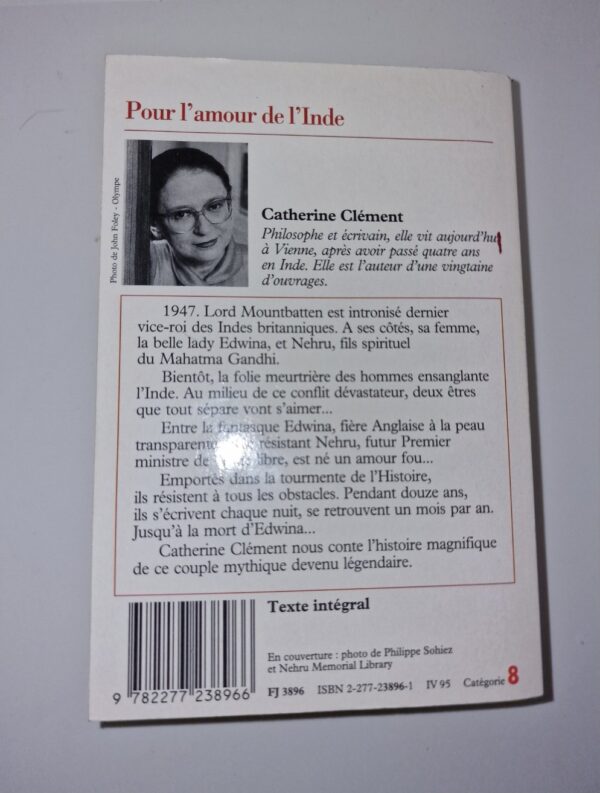 Pour l'amour de l'Inde
Photo de John Foley - Olympe
Catherine Clément
Philosophe et écrivain, elle vit aujourd'hui
à Vienne, après avoir passé quatre ans
en Inde. Elle est l'auteur d'une vingtaine
d'ouvrages.
1947. Lord Mountbatten est intronisé dernier
vice-roi des Indes britanniques. A ses côtés, sa femme,
la belle lady Edwina, et Nehru, fils spirituel
du Mahatma Gandhi.
Bientôt, la folie meurtrière des hommes ensanglante
l'Inde. Au milieu de ce conflit dévastateur, deux êtres
que tout sépare vont s'aimer...
Entre la fantasque Edwina, fière Anglaise à la peau
transparente résistant Nehru, futur Premier
ministre de libre, est né un amour fou...
Emportés dans la tourmente de l'Histoire,
ils résistent à tous les obstacles. Pendant douze ans,
ils s'écrivent chaque nuit, se retrouvent un mois par an.
Jusqu'à la mort d'Edwina...
Catherine Clément nous conte l'histoire magnifique
de ce couple mythique devenu légendaire.
Texte intégral
En couverture : photo de Philippe Sohiez
et Nehru Memorial Library
9 782277 238966
FJ 3896 ISBN 2-277-23896-1 IV 95 Catégorie 8